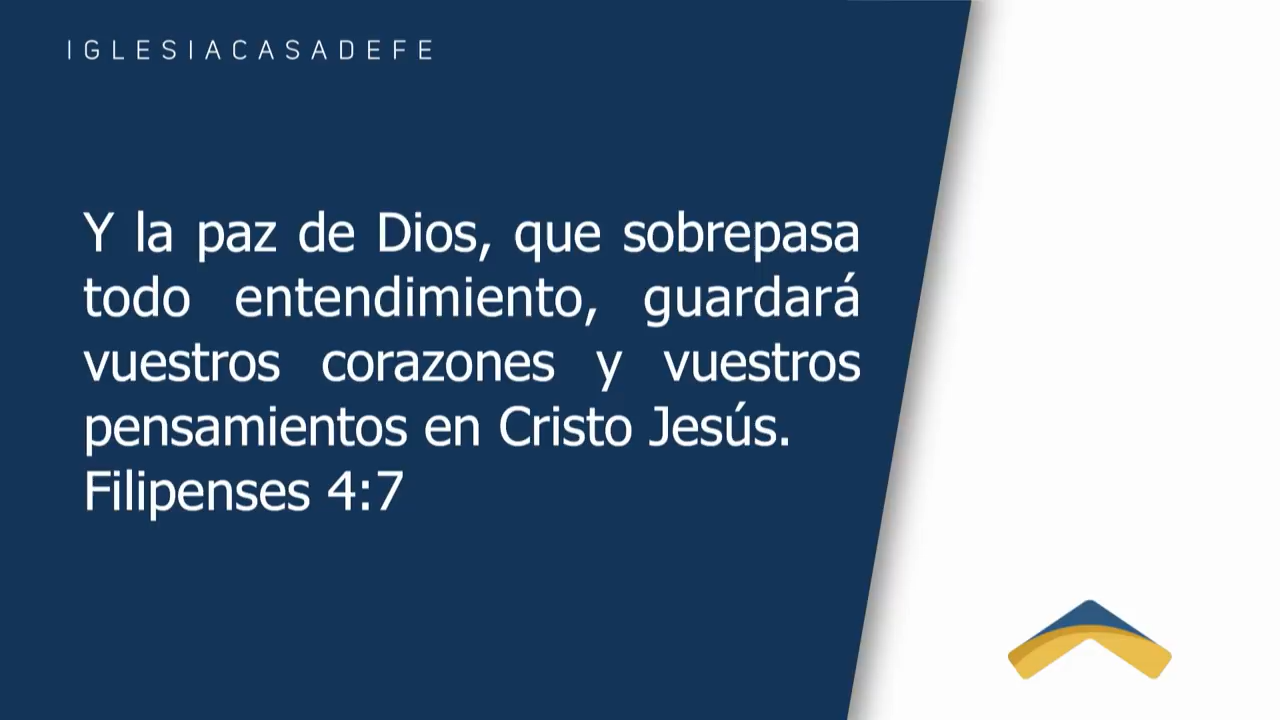 IGLESIACASADEFE
Y la paz de Dios, que sobrepasa
todo entendimiento, guardará
vuestros corazones y vuestros
pensamientos en Cristo Jesús.
Filipenses 4:7